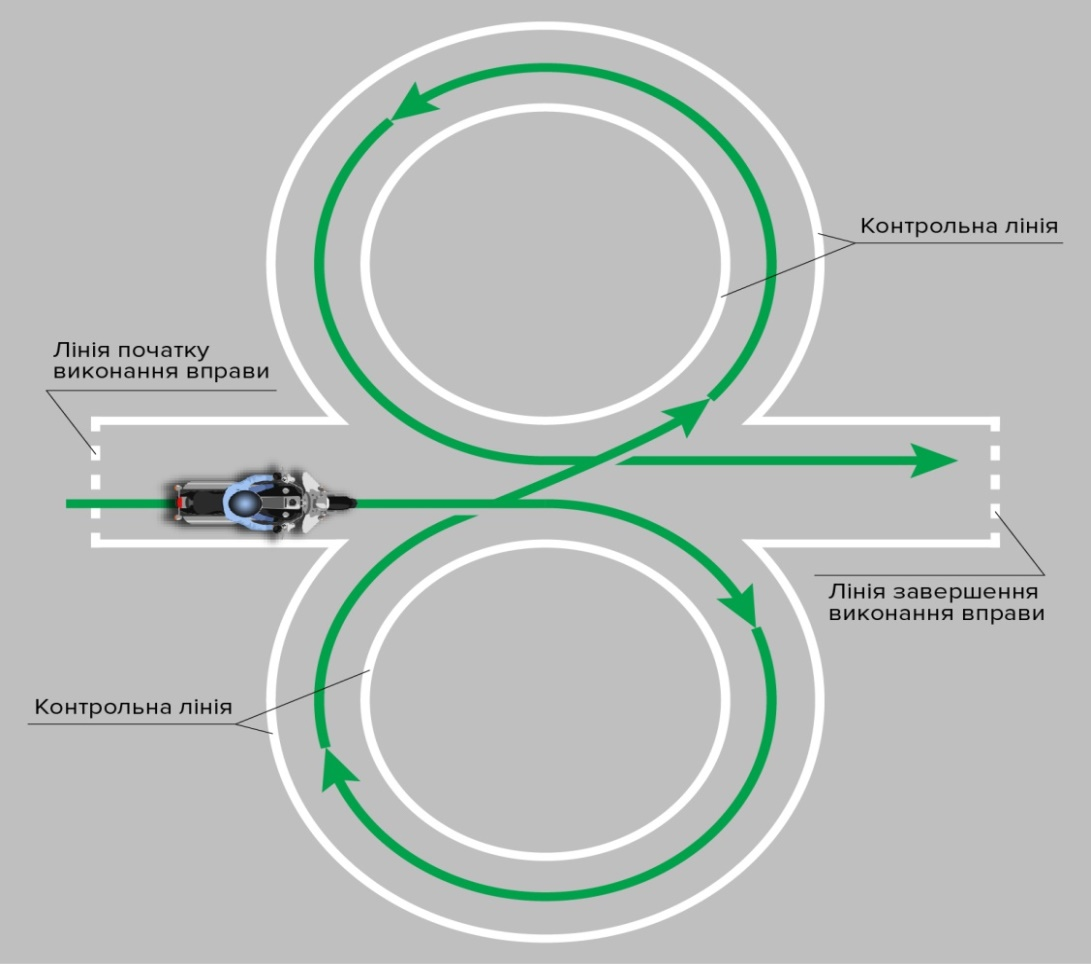 Контрольна лінія
Лінія початку
виконання вправи
Лінія завершення
виконання вправи
Контрольна лінія